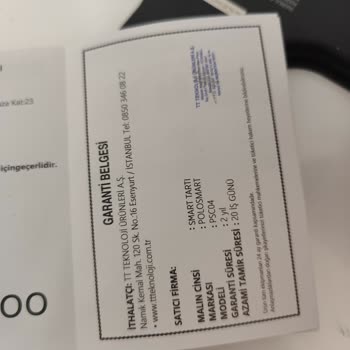 Kat:23
içingeçerlidir.
OO
GARANTİ BELGESİ
İTHALATÇI: TT TEKNOLOJİ ÜRÜNLERİ A.Ş.
Namık Kemal Mah. 120 Sk. No.:16 Esenyurt / İSTANBUL Tel: 0850 346 08 22
• www.ttteknoloji.com.tr
SATICI FİRMA:
MALIN CİNSİ : SMART TARTI
MARKASI : POLOSMART
MODELİ : PSC04
GARANTİ SÜRESİ : 2 yıl
AZAMİ TAMİR SÜRESİ : 20 İŞ GÜNÜ